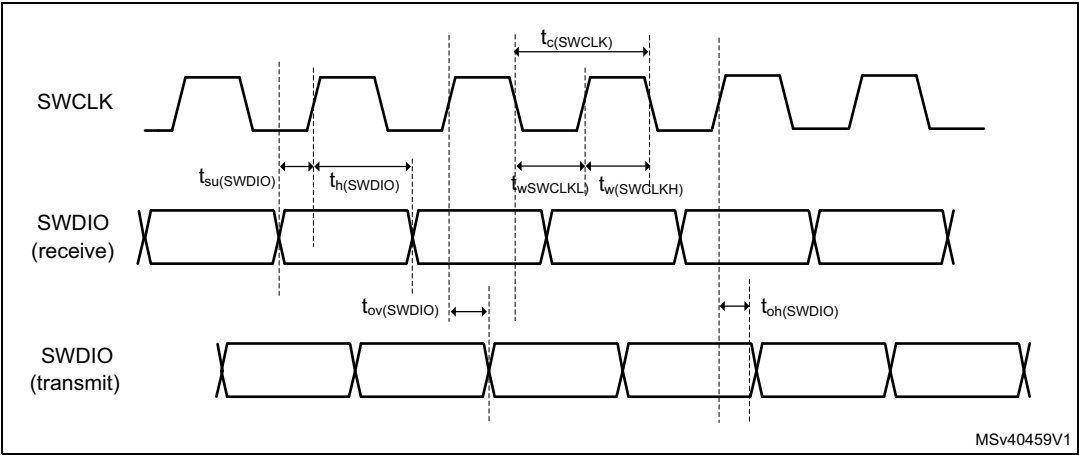 tc(SWCLK)
SWCLK
tsu(SWDIO)
th(SWDIO)
twSWCLKL)
tw(SWCLKH)
SWDIO
(receive)
tov(SWDIO)
toh(SWDIO)
SWDIO
(transmit)
MSv40459V1